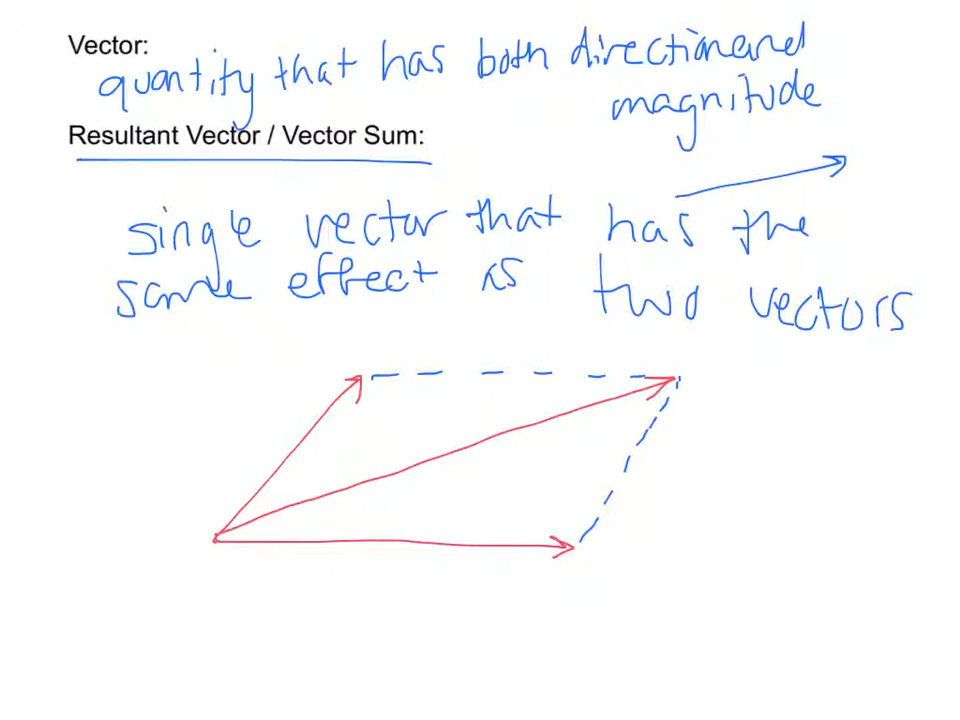 Vector:
quantity that has both direction and
magnitude
Resultant Vector / Vector Sum:
single vector that has the
same effect as two vectors